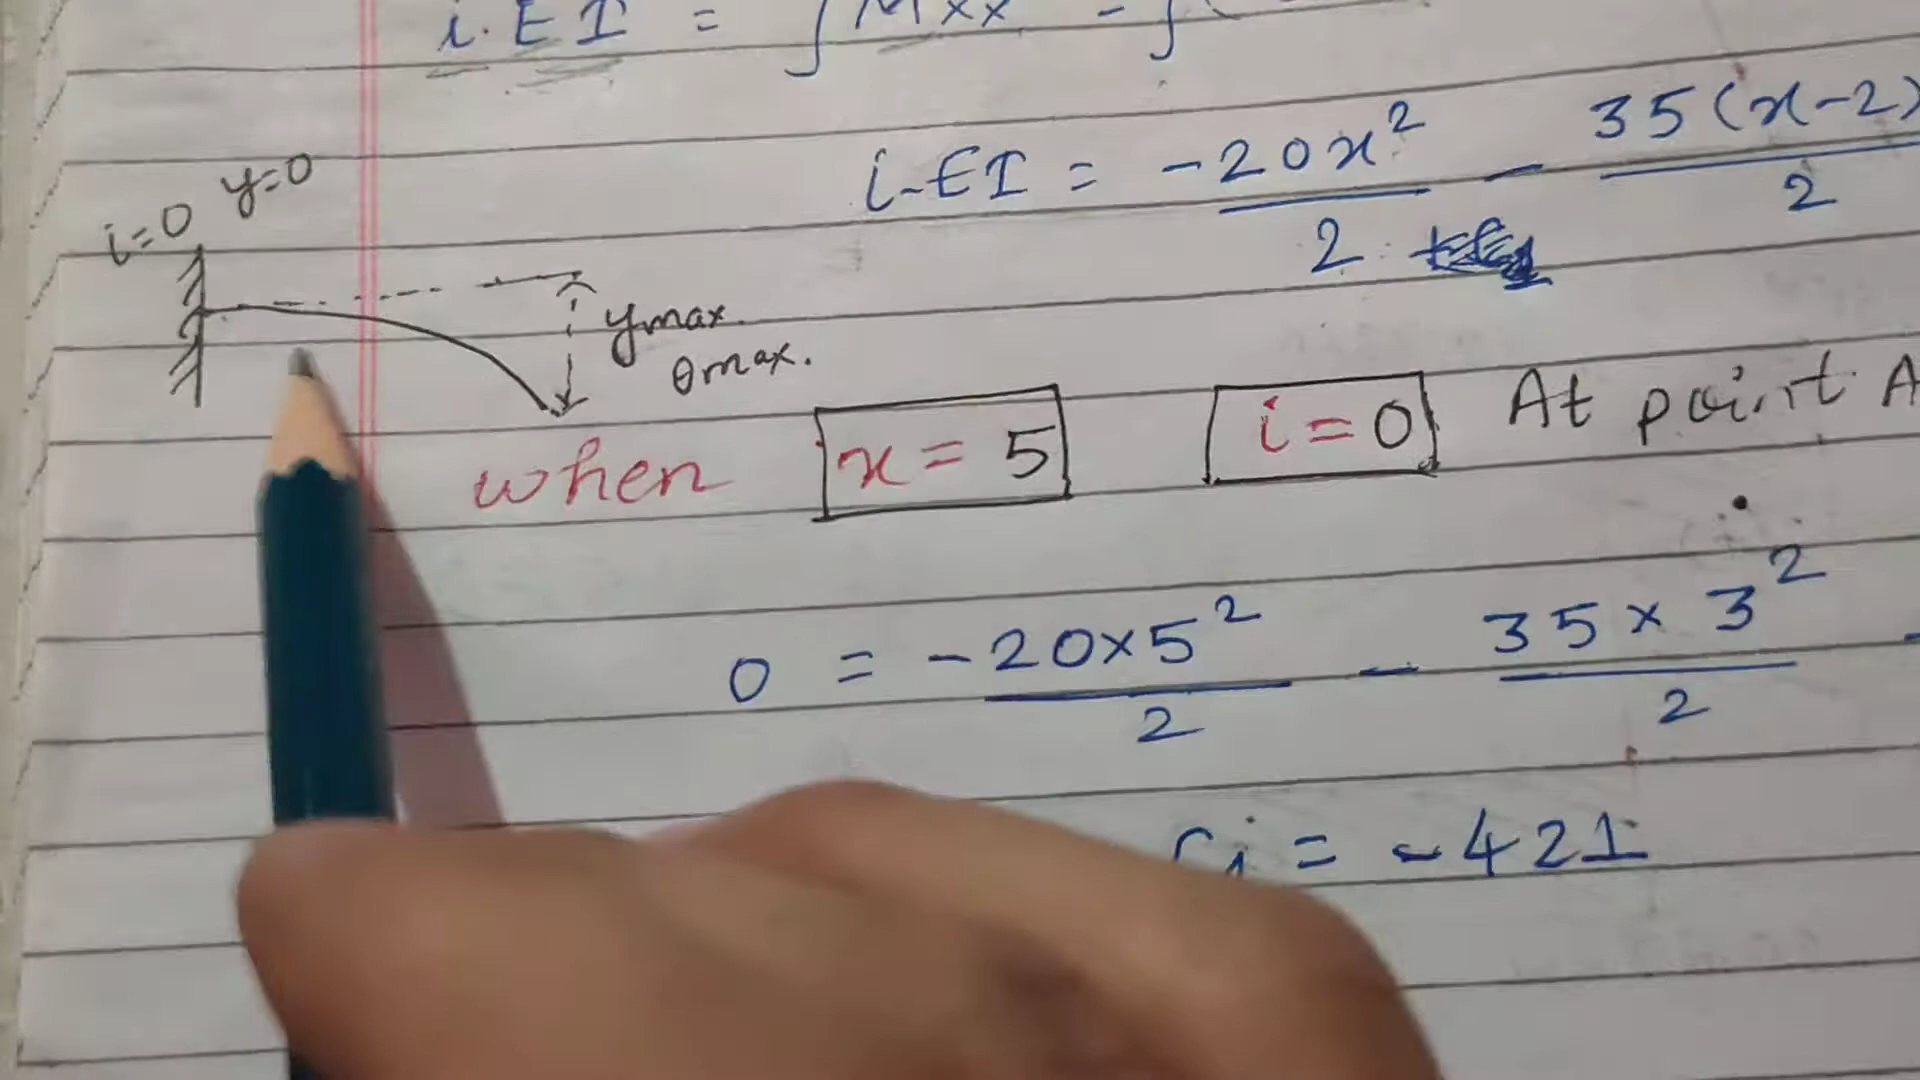 i.EI = ∫Mxx - ∫
i-EI = -20x²/2 - 35(x-2)/2
i=0 y=0
ymax.
θmax.
when x = 5 i = 0 At point A
0 = -20×5²/2 - 35×3²/2 -
i = -421